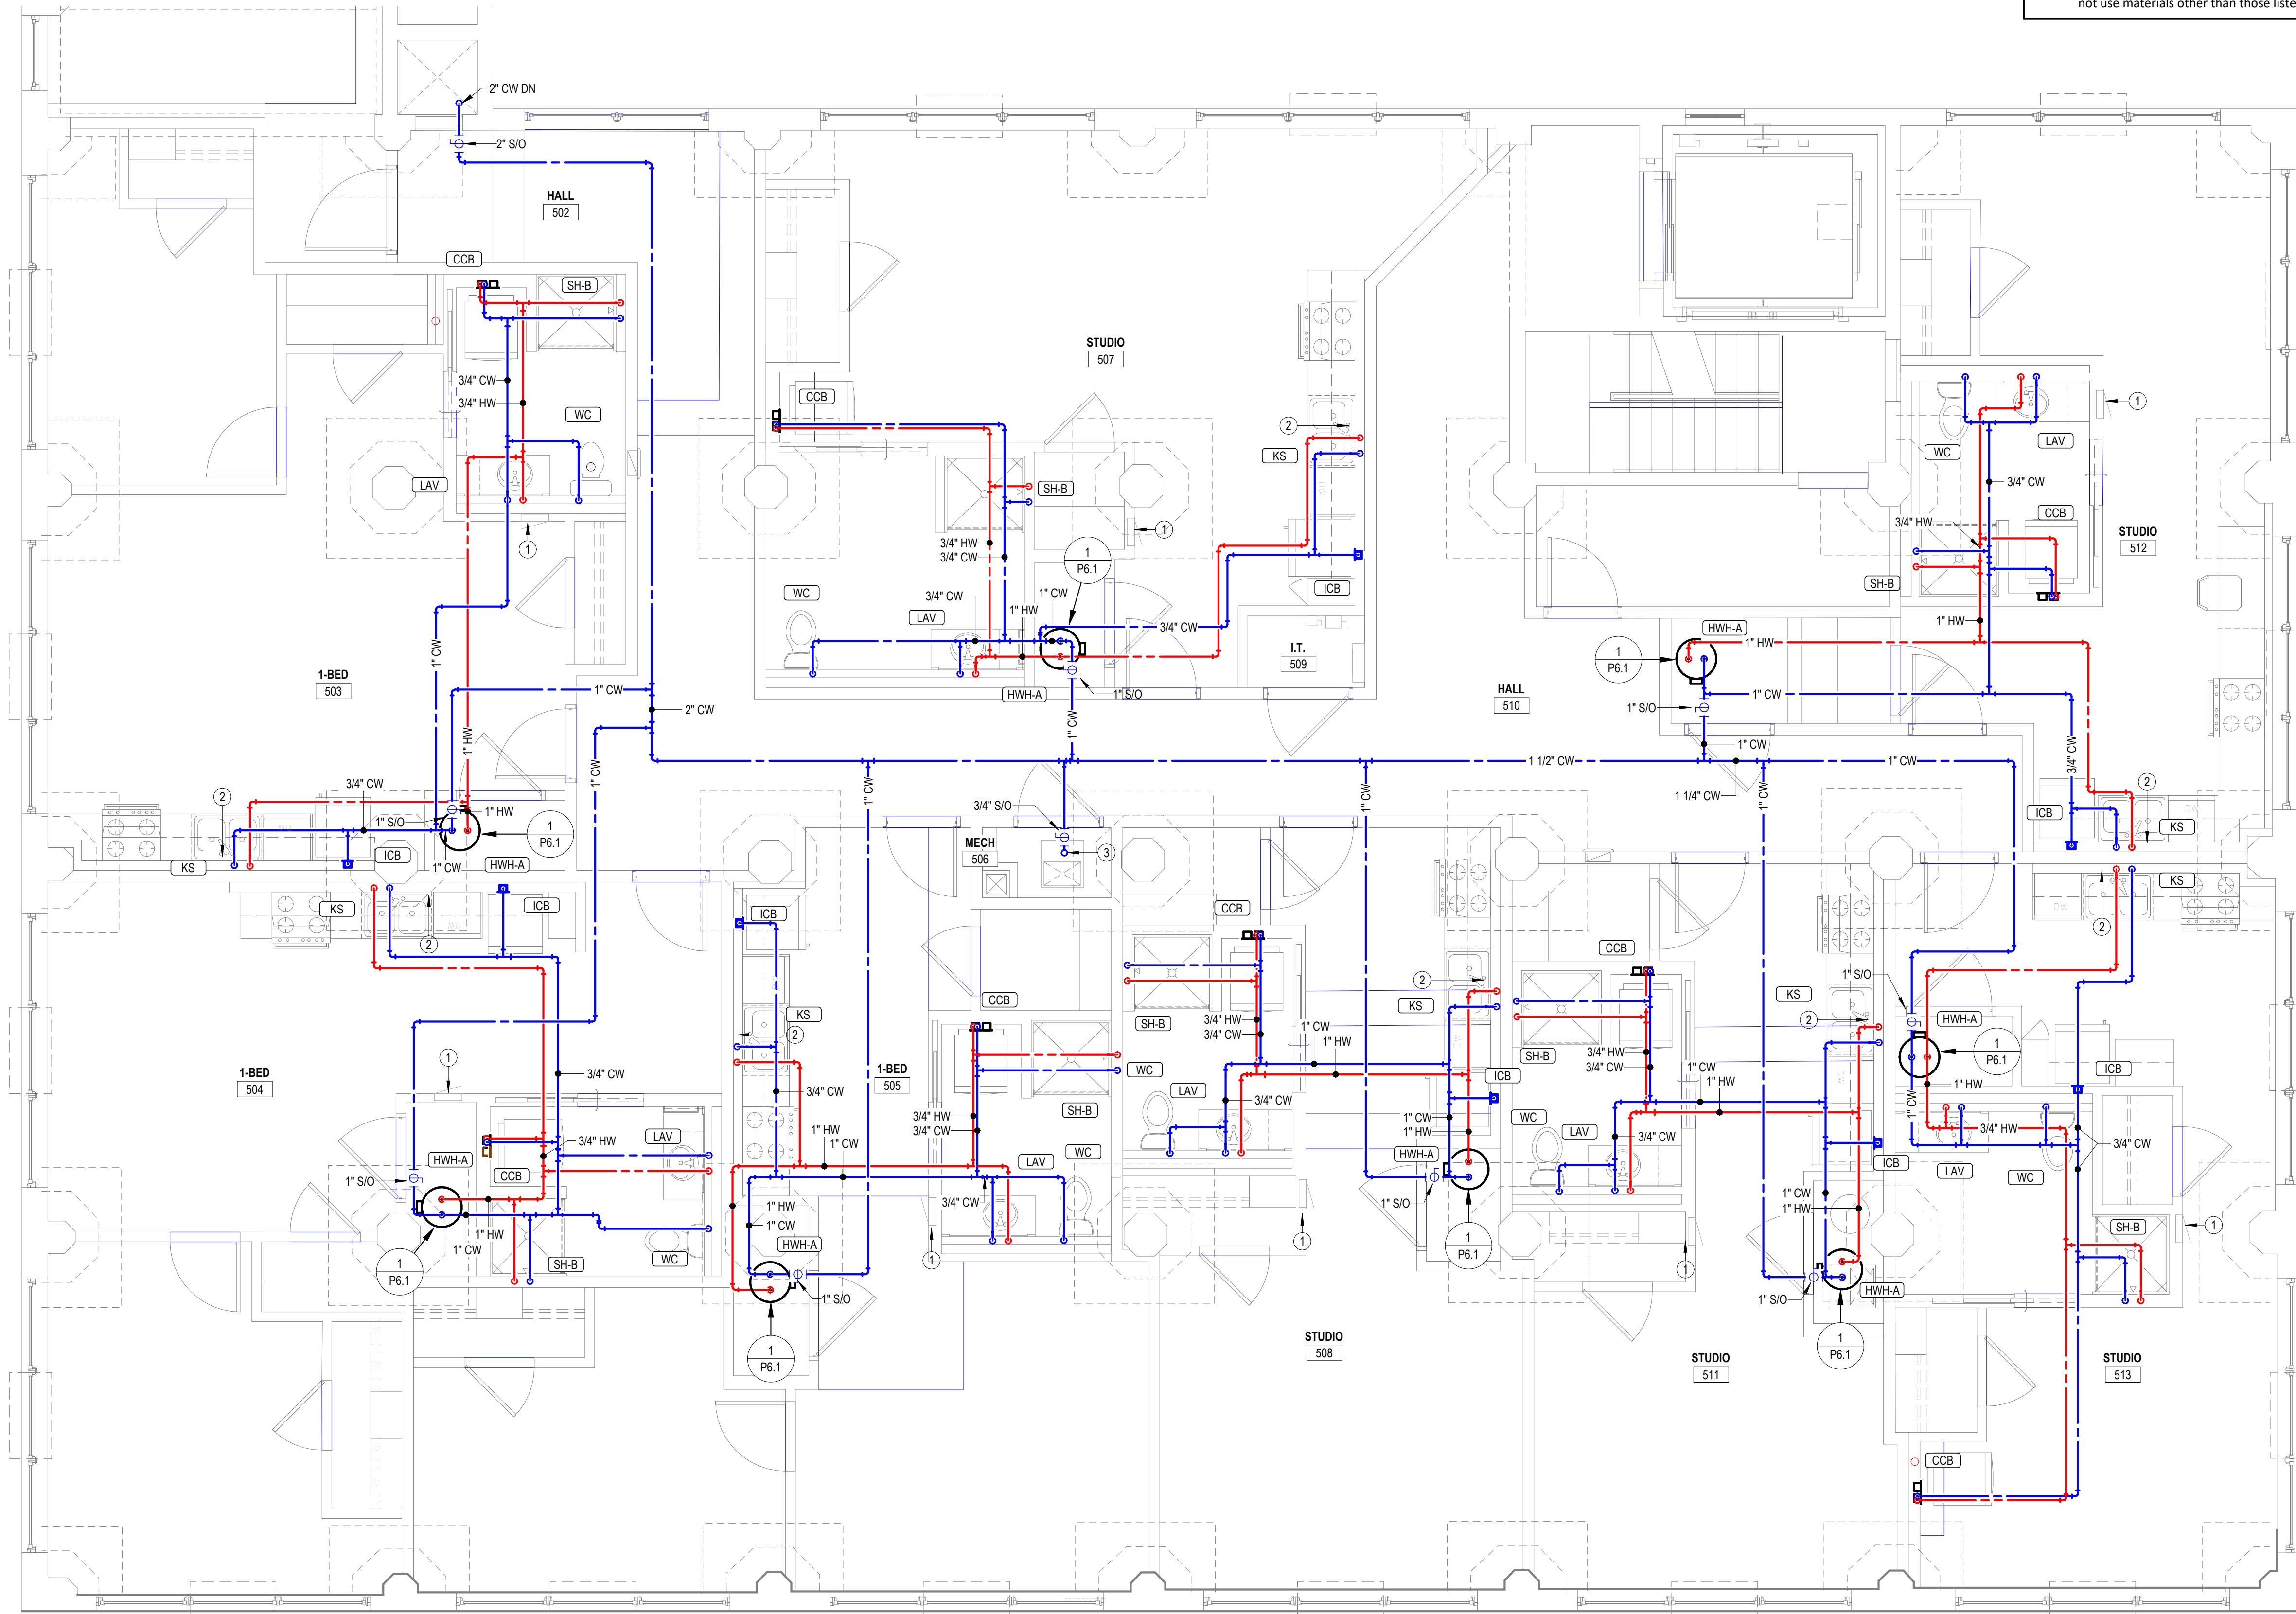 not use materials other than those liste
2" CW DN
2" S/O
HALL
502
CCB
SH-B
3/4" CW
3/4" HW
WC
LAV
1
1-BED
503
1" CW
1" HW
1" CW
2" CW
1" CW
3/4" CW
2
1" S/O
1" HW
1
P6.1
KS
ICB
1" CW
HWH-A
STUDIO
507
CCB
2
KS
SH-B
1
3/4" HW
3/4" CW
1
P6.1
WC
3/4" CW
1" HW
1" CW
LAV
ICB
3/4" CW
I.T.
509
HWH-A
1" S/O
1" CW
HALL
510
1
WC
LAV
3/4" CW
CCB
3/4" HW
STUDIO
512
SH-B
1" HW
HWH-A
1" HW
1
P6.1
1" CW
1" S/O
1" CW
1 1/2" CW
1" CW
1 1/4" CW
3/4" CW
2
ICB
KS
DW
1" CW
1" CW
1" CW
3/4" S/O
MECH
506
3
KS
ICB
2
DW
1-BED
504
1
3/4" CW
3/4" HW
LAV
HWH-A
CCB
1" S/O
1" HW
1" CW
SH-B
WC
1
P6.1
ICB
KS
2
3/4" CW
1-BED
505
CCB
WC
SH-B
3/4" HW
3/4" CW
1" HW
1" CW
LAV
WC
3/4" CW
1" HW
1" CW
HWH-A
1
1" S/O
1
P6.1
CCB
2
KS
SH-B
3/4" HW
3/4" CW
1" CW
1" HW
ICB
LAV
3/4" CW
1" CW
1" HW
HWH-A
1" S/O
1
1
P6.1
STUDIO
508
CCB
KS
2
SH-B
3/4" HW
3/4" CW
1" CW
1" HW
WC
LAV
3/4" CW
ICB
1" CW
1" HW
1
1" S/O
HWH-A
1
P6.1
STUDIO
511
KS
2
DW
1" S/O
HWH-A
1
P6.1
ICB
1" HW
1" CW
3/4" HW
3/4" CW
LAV
WC
SH-B
1
STUDIO
513
CCB